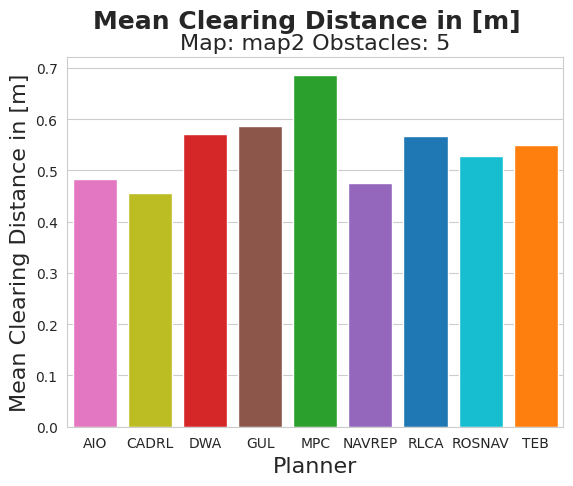 Mean Clearing Distance in [m]
Map: map2 Obstacles: 5
Mean Clearing Distance in [m]
0.7
0.6
0.5
0.4
0.3
0.2
0.1
0.0
AIO CADRL DWA GUL MPC NAVREP RLCA ROSNAV TEB
Planner